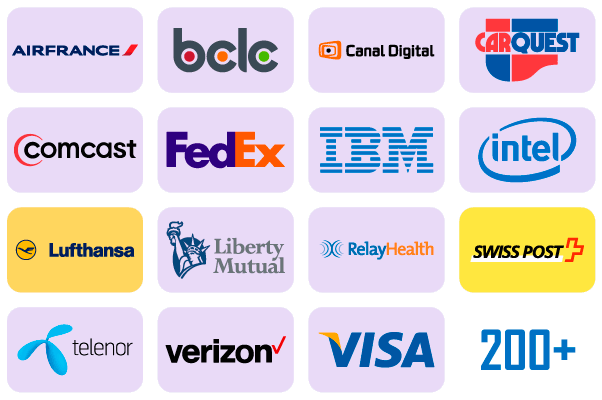 AIRFRANCE
bclc
Canal Digital
CARQUEST
comcast
FedEx
IBM
intel
Lufthansa
Liberty
Mutual
RelayHealth
SWISS POST
telenor
verizon
VISA
200+